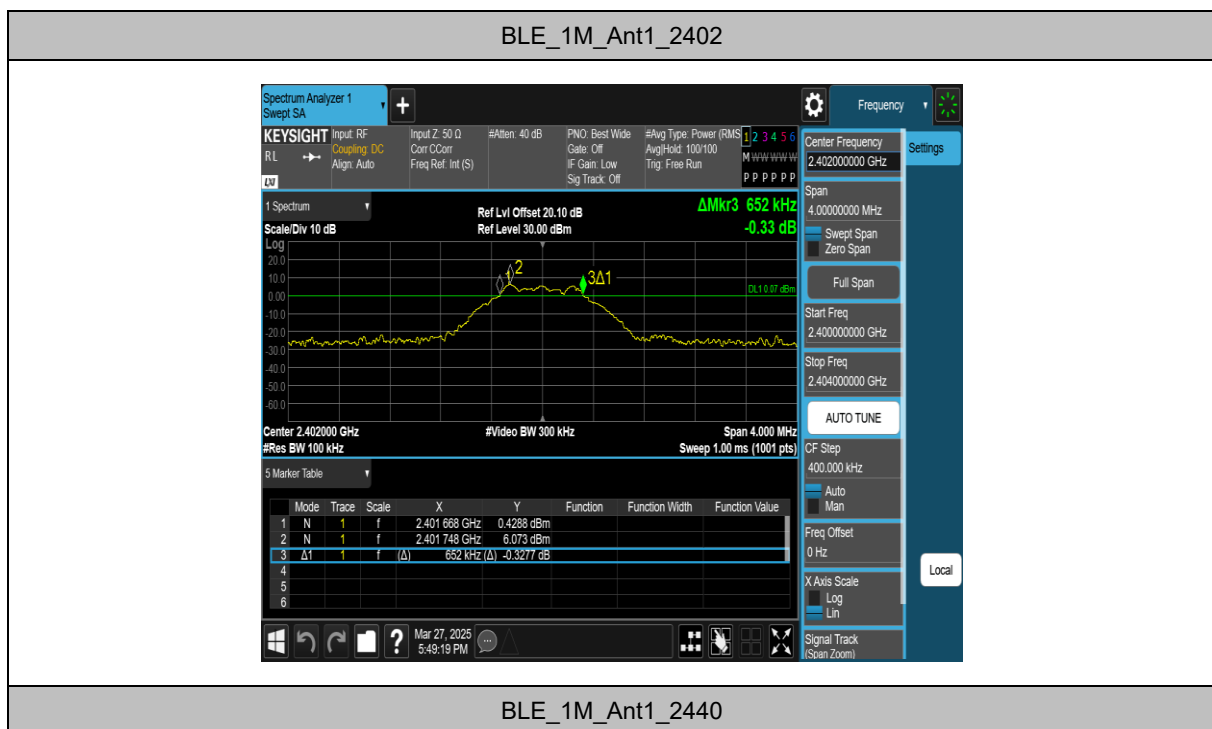 BLE_1M_Ant1_2402
Spectrum Analyzer 1
Swept SA
+
Frequency
KEYSIGHT
RL
LXI
Input: RF
Coupling: DC
Align: Auto
Input Z: 50 Ω
Corr CCorr
Freq Ref: Int (S)
#Atten: 40 dB
PNO: Best Wide
Gate: Off
IF Gain: Low
Sig Track: Off
#Avg Type: Power (RMS
Avg|Hold: 100/100
Trig: Free Run
1 2 3 4 5 6
M W W W W W
P P P P P P
1 Spectrum
Scale/Div 10 dB
Ref Lvl Offset 20.10 dB
Ref Level 30.00 dBm
ΔMkr3 652 kHz
-0.33 dB
Log
20.0
10.0
0.00
-10.0
-20.0
-30.0
-40.0
-50.0
-60.0
1
2
3Δ1
DL1 0.07 dBm
Center 2.402000 GHz
#Video BW 300 kHz
Span 4.000 MHz
#Res BW 100 kHz
Sweep 1.00 ms (1001 pts)
5 Marker Table
Mode Trace Scale X Y Function Function Width Function Value
1 N 1 f 2.401 668 GHz 0.4288 dBm
2 N 1 f 2.401 748 GHz 6.073 dBm
3 Δ1 1 f (Δ) 652 kHz (Δ) -0.3277 dB
4
5
6
?
Mar 27, 2025
5:49:19 PM
Center Frequency
2.402000000 GHz
Settings
Span
4.00000000 MHz
Swept Span
Zero Span
Full Span
Start Freq
2.400000000 GHz
Stop Freq
2.404000000 GHz
AUTO TUNE
CF Step
400.000 kHz
Auto
Man
Freq Offset
0 Hz
X Axis Scale
Log
Lin
Local
Signal Track
(Span Zoom)
BLE_1M_Ant1_2440